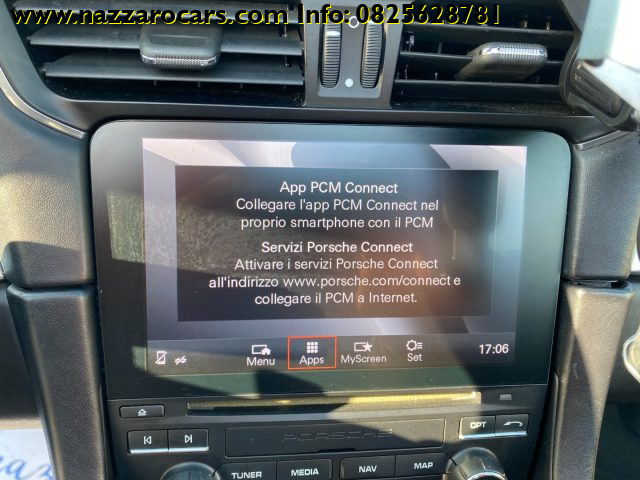 www.nazzarocars.com Info: 0825628781
App PCM Connect
Collegare l'app PCM Connect nel
proprio smartphone con il PCM
Servizi Porsche Connect
Attivare i servizi Porsche Connect
all'indirizzo www.porsche.com/connect e
collegare il PCM a Internet.
Menu Apps MyScreen Set 17:06
OPT
PORSCHE
TUNER MEDIA NAV MAP